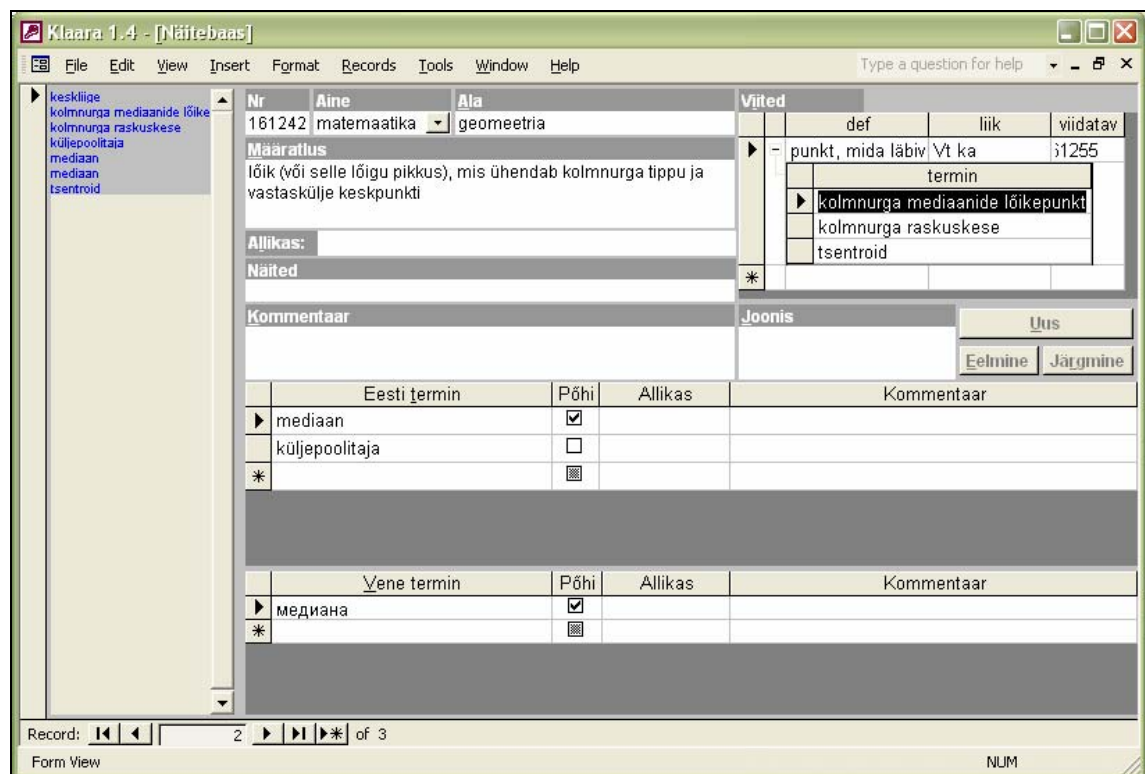 Klaara 1.4 - [Näitebaas]
File Edit View Insert Format Records Tools Window Help Type a question for help
keskliige
kolmnurga mediaanide lõike
kolmnurga raskuskese
küljepoolitaja
mediaan
mediaan
tsentroid
Nr Aine Ala
161242 matemaatika geomeetria
Määratlus
lõik (või selle lõigu pikkus), mis ühendab kolmnurga tippu ja
vastaskülje keskpunkti
Allikas:
Näited
Viited
def liik viidatav
punkt, mida läbiv Vt ka 61255
termin
kolmnurga mediaanide lõikepunkt
kolmnurga raskuskese
tsentroid
Kommentaar
Joonis
Uus
Eelmine Järgmine
Eesti termin Põhi Allikas Kommentaar
mediaan
küljepoolitaja
Vene termin Põhi Allikas Kommentaar
медиана
Record: 2 of 3
Form View NUM